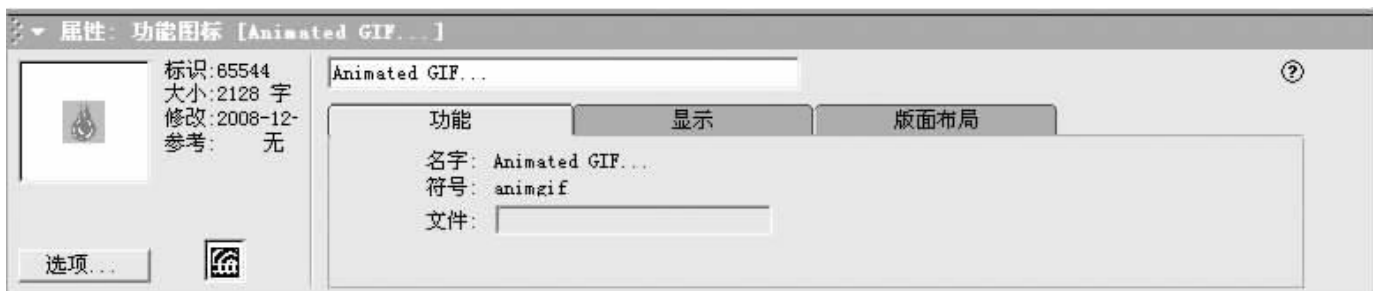 属性: 功能图标 [Animated GIF...]
标识:65544
大小:2128 字
修改:2008-12-
参考: 无
选项...
Animated GIF...
?
功能 显示 版面布局
名字: Animated GIF...
符号: animgif
文件: